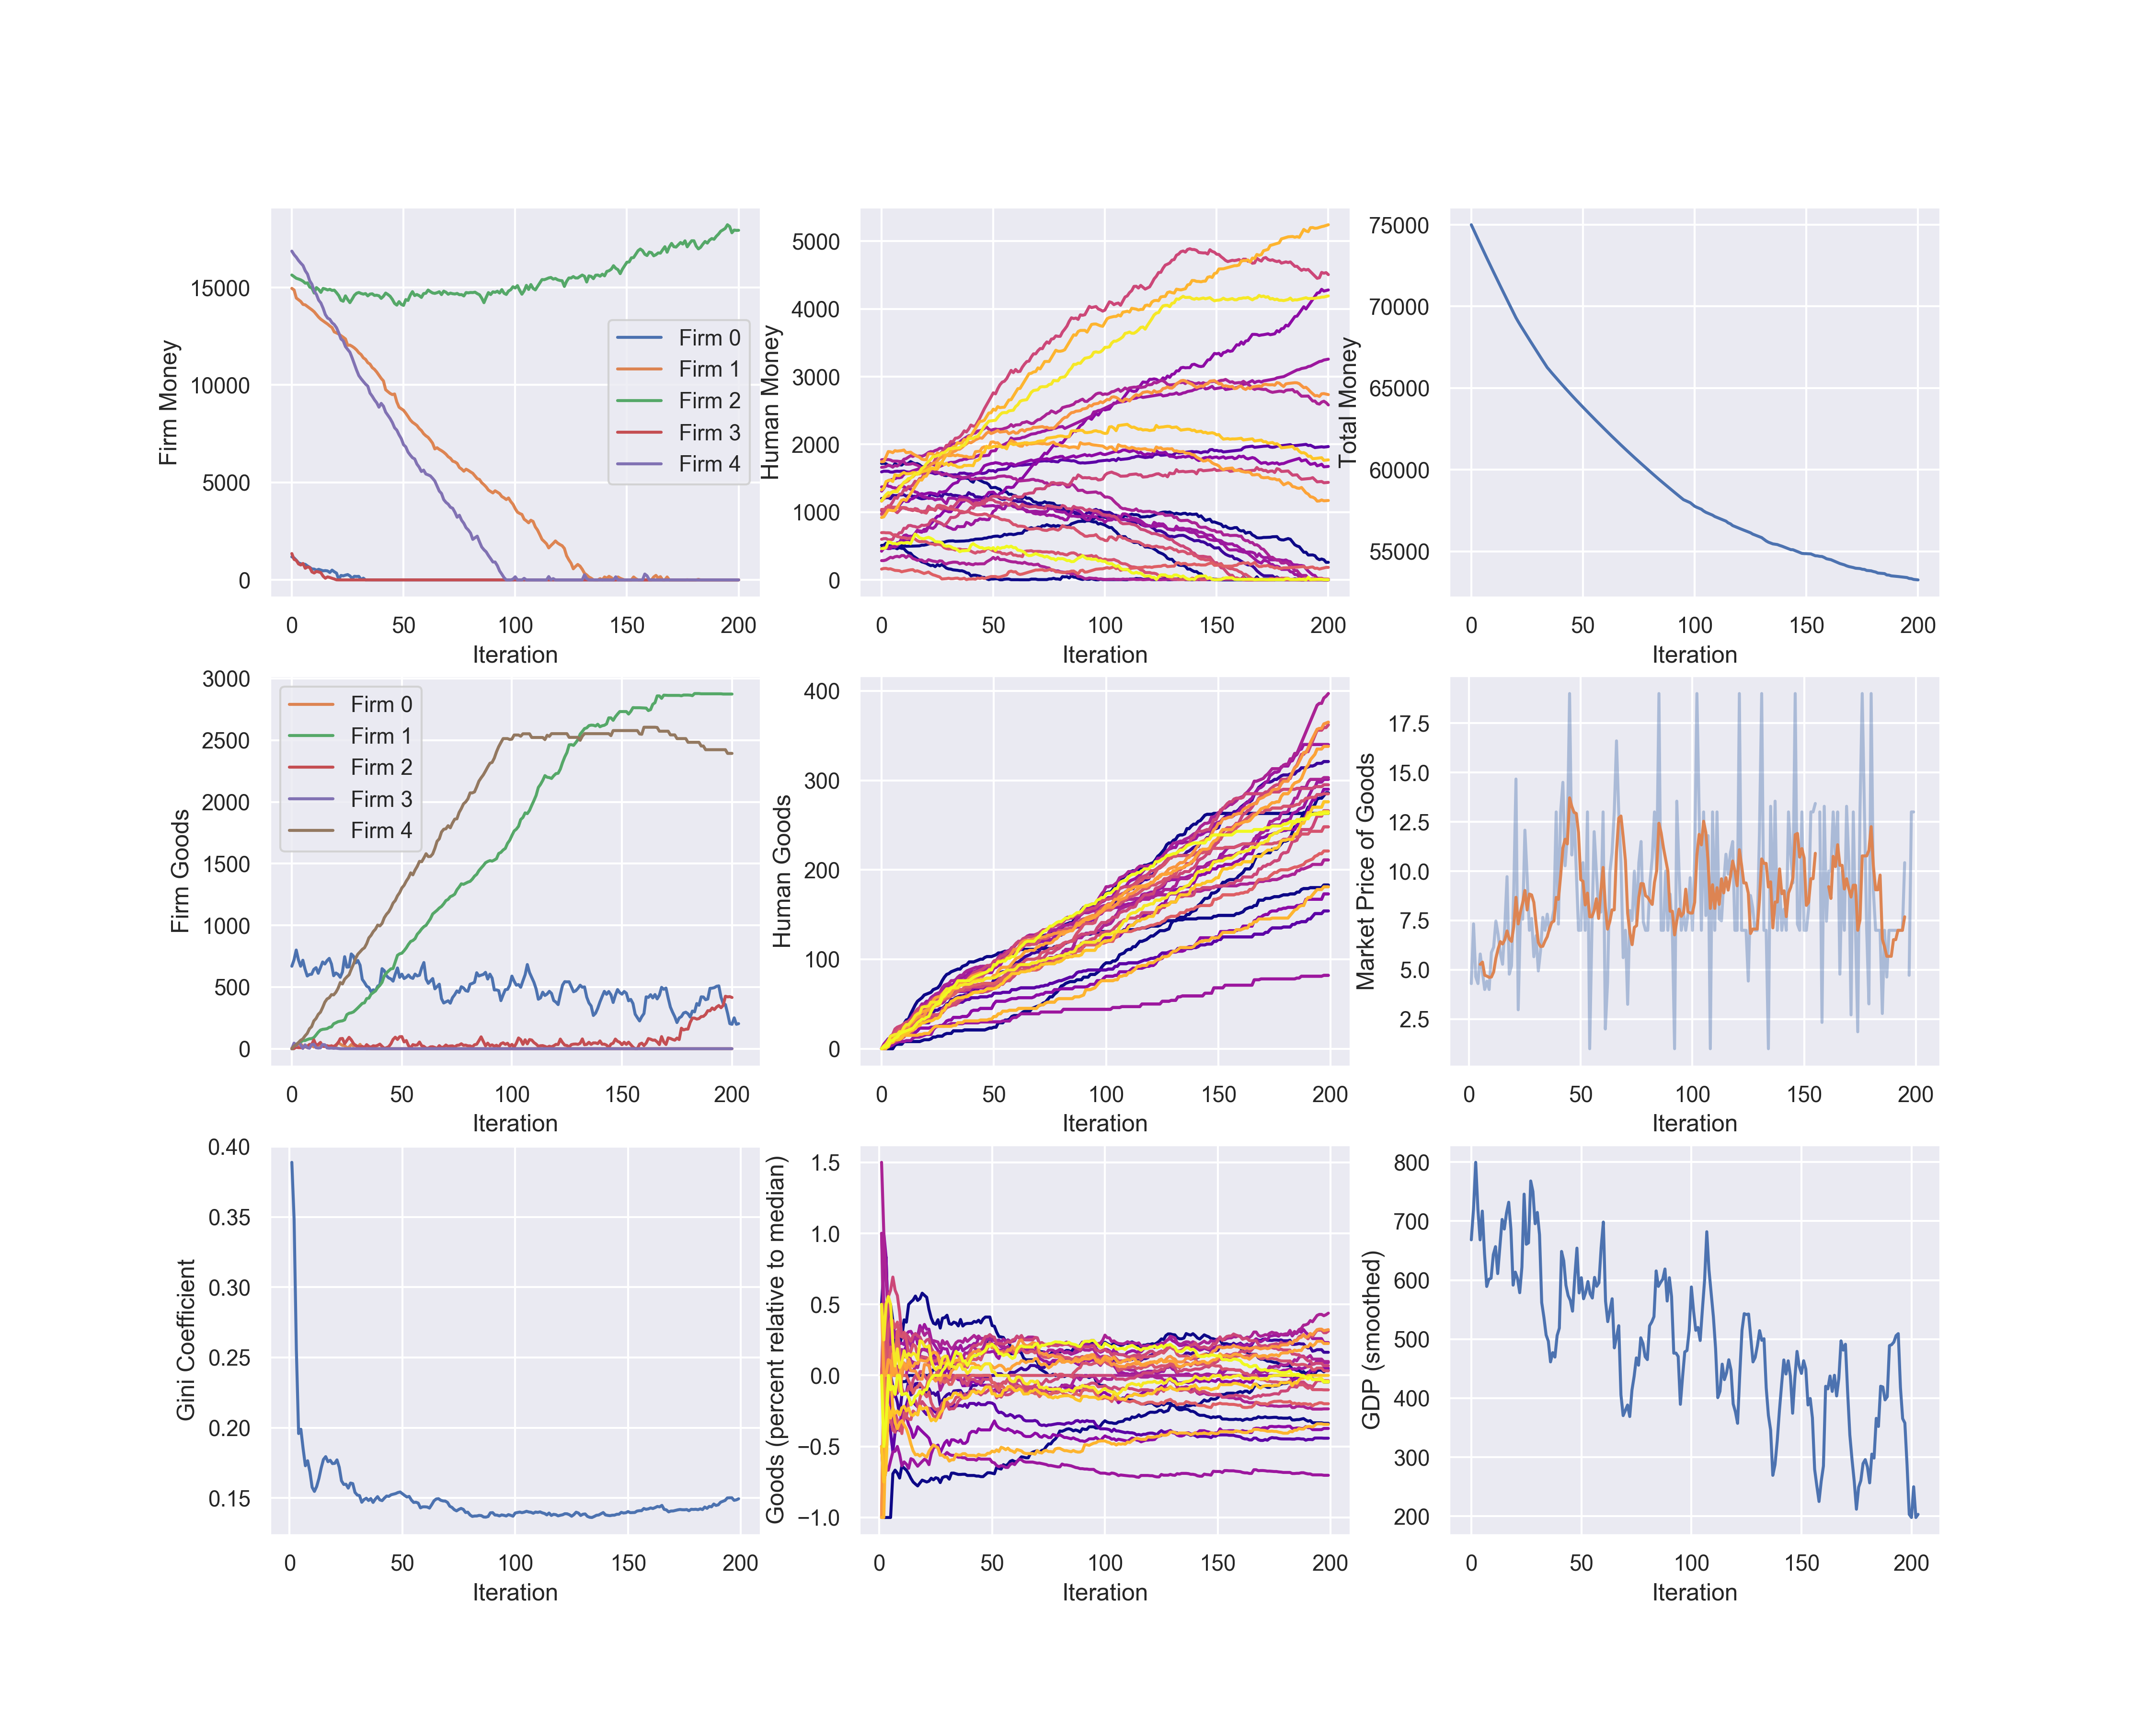 Firm Money
15000
10000
5000
0
Firm 0
Firm 1
Firm 2
Firm 3
Firm 4
0 50 100 150 200
Iteration
Human Money
5000
4000
3000
2000
1000
0
0 50 100 150 200
Iteration
Total Money
75000
70000
65000
60000
55000
0 50 100 150 200
Iteration
Firm Goods
3000
2500
2000
1500
1000
500
0
Firm 0
Firm 1
Firm 2
Firm 3
Firm 4
0 50 100 150 200
Iteration
Human Goods
400
300
200
100
0
0 50 100 150 200
Iteration
Market Price of Goods
17.5
15.0
12.5
10.0
7.5
5.0
2.5
0 50 100 150 200
Iteration
Gini Coefficient
0.40
0.35
0.30
0.25
0.20
0.15
0 50 100 150 200
Iteration
Goods (percent relative to median)
1.5
1.0
0.5
0.0
−0.5
−1.0
0 50 100 150 200
Iteration
GDP (smoothed)
800
700
600
500
400
300
200
0 50 100 150 200
Iteration